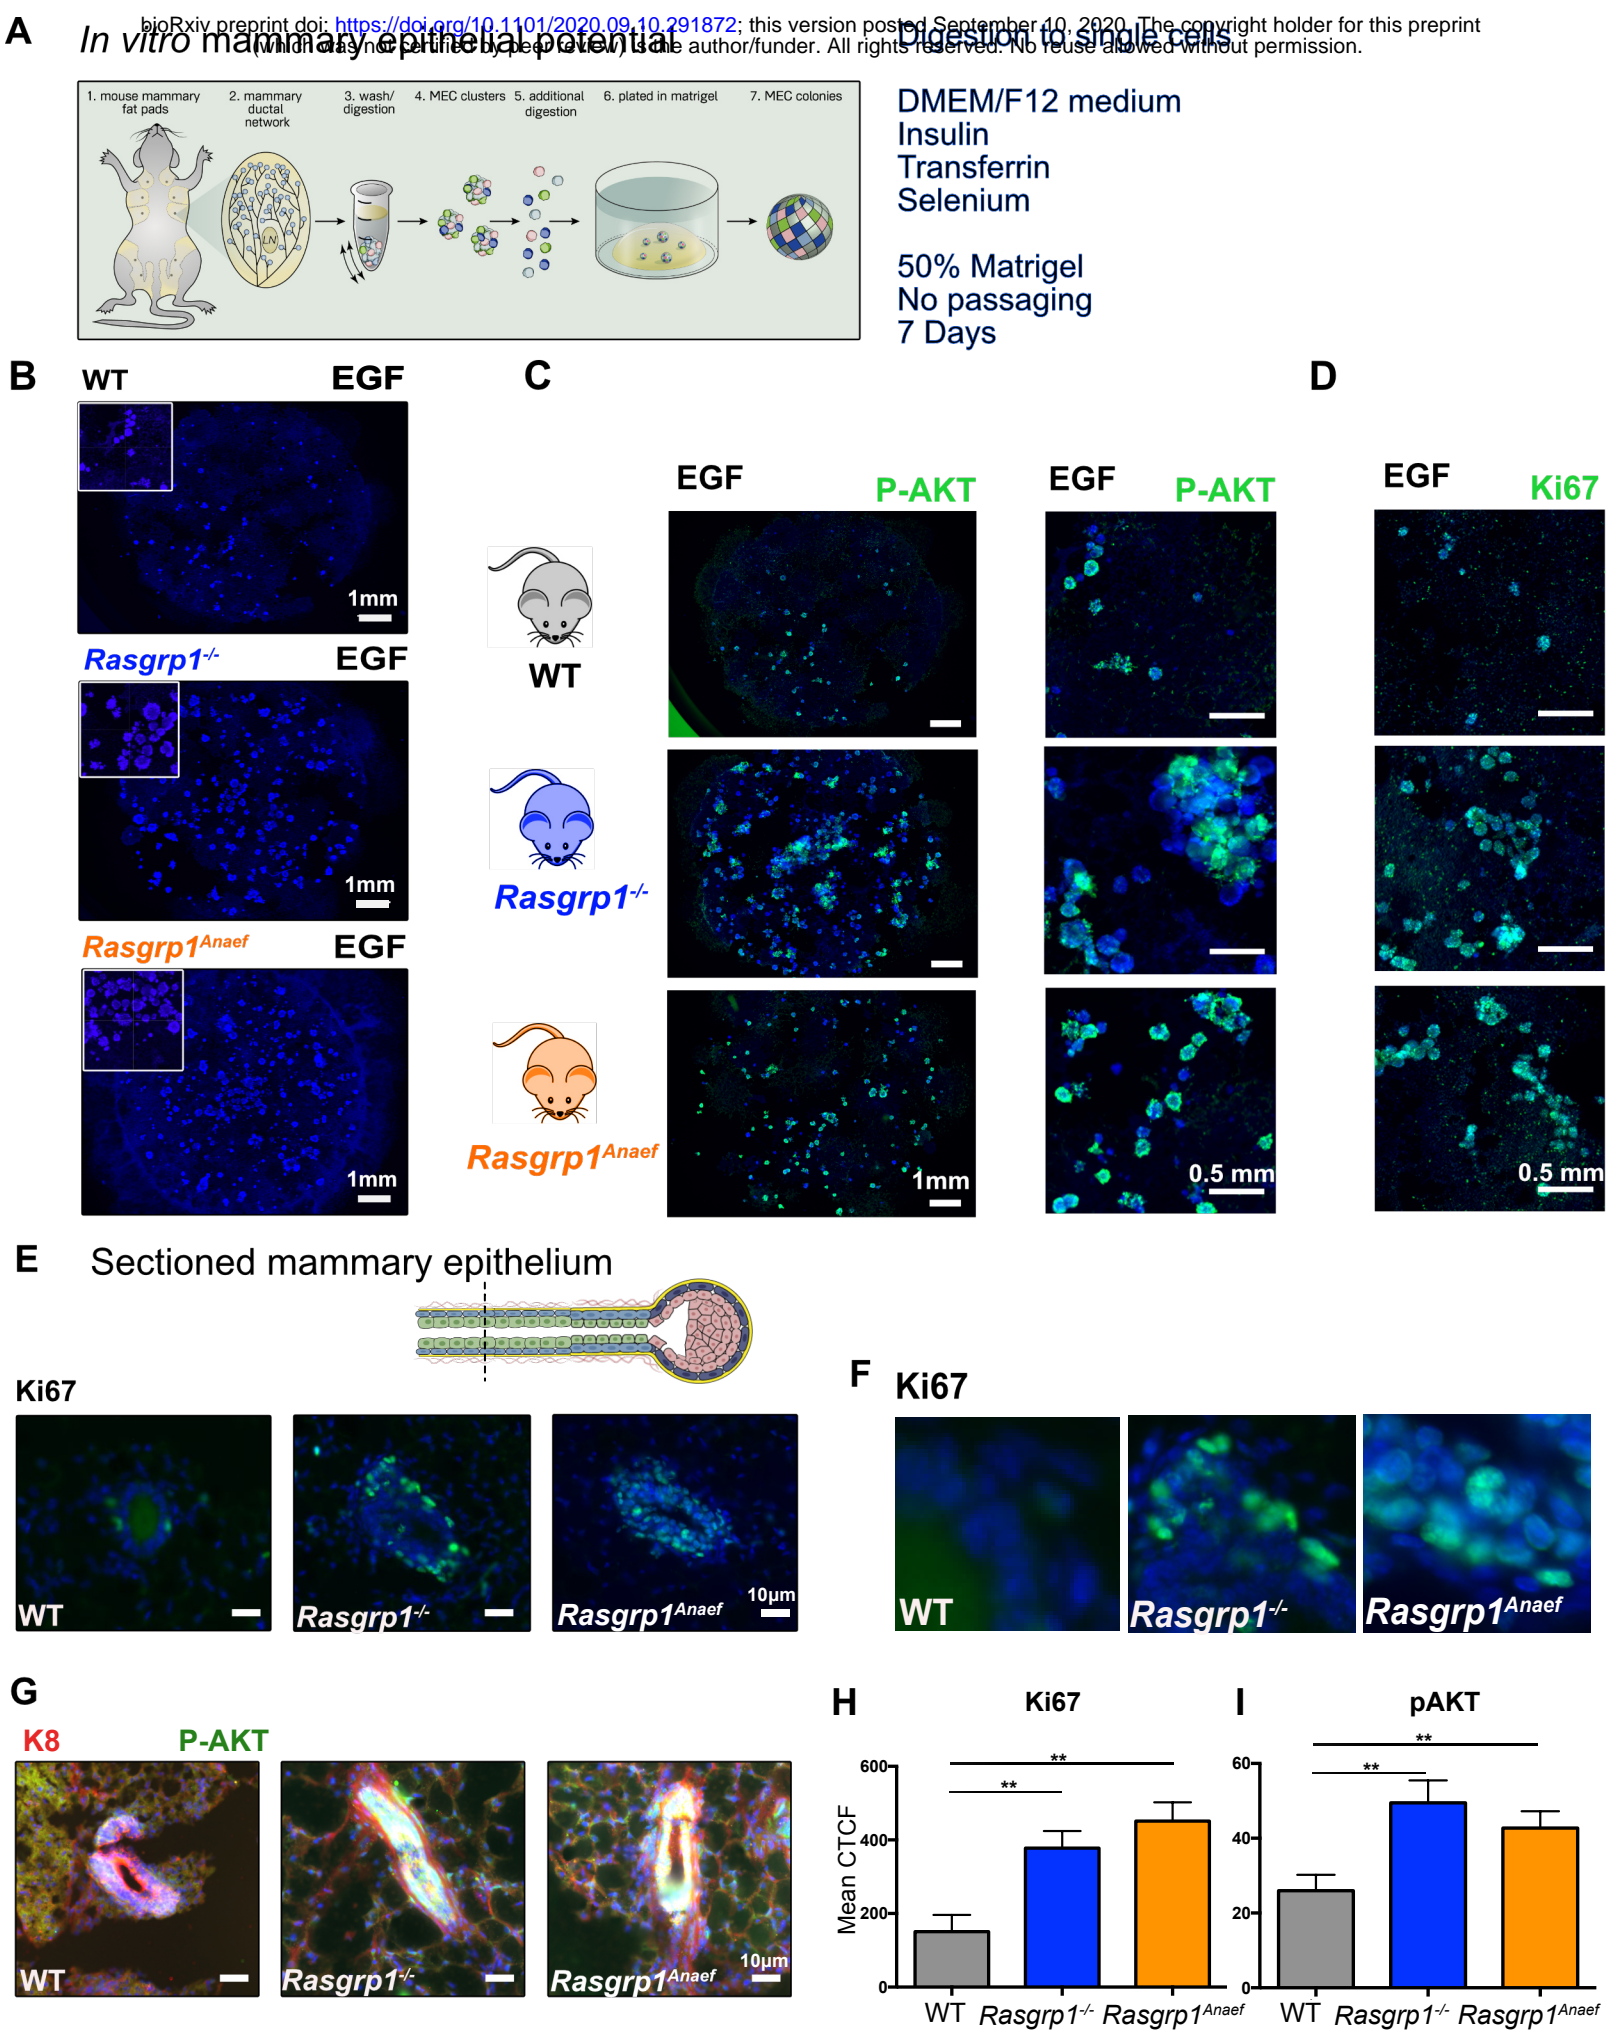 bioRxiv preprint doi: https://doi.org/10.1101/2020.09.10.291872; this version posted September 10, 2020. The copyright holder for this preprint
(which was not certified by peer review) is the author/funder. All rights reserved. No reuse allowed without permission.
A
In vitro mammary epithelial potential
Digestion to single cells
1. mouse mammary fat pads
2. mammary ductal network
3. wash/ digestion
4. MEC clusters
5. additional digestion
6. plated in matrigel
7. MEC colonies
LN
DMEM/F12 medium
Insulin
Transferrin
Selenium
50% Matrigel
No passaging
7 Days
B
WT EGF
1mm
Rasgrp1-/- EGF
1mm
Rasgrp1Anaef EGF
1mm
C
EGF P-AKT
EGF P-AKT
WT
Rasgrp1-/-
Rasgrp1Anaef
1mm
0.5 mm
D
EGF Ki67
0.5 mm
E
Sectioned mammary epithelium
Ki67
WT
Rasgrp1-/-
Rasgrp1Anaef
10μm
F
Ki67
WT
Rasgrp1-/-
Rasgrp1Anaef
G
K8 P-AKT
WT
Rasgrp1-/-
Rasgrp1Anaef
10μm
H
Ki67
Mean CTCF
600
400
200
0
**
**
WT Rasgrp1-/- Rasgrp1Anaef
I
pAKT
60
40
20
0
**
**
WT Rasgrp1-/- Rasgrp1Anaef